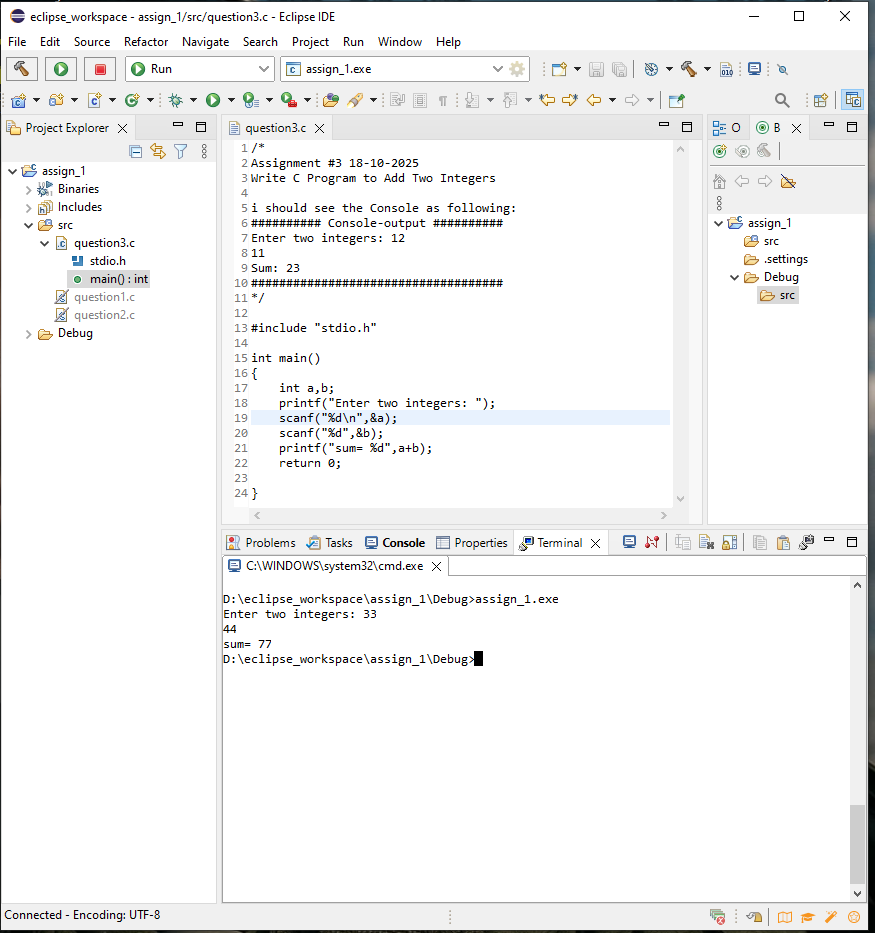 eclipse_workspace - assign_1/src/question3.c - Eclipse IDE
File Edit Source Refactor Navigate Search Project Run Window Help
Run
assign_1.exe
010
Project Explorer
assign_1
Binaries
Includes
src
question3.c
stdio.h
main() : int
question1.c
question2.c
Debug
question3.c
1 /*
2 Assignment #3 18-10-2025
3 Write C Program to Add Two Integers
4
5 i should see the Console as following:
6 ########## Console-output ##########
7 Enter two integers: 12
8 11
9 Sum: 23
10 ####################################
11 */
12
13 #include "stdio.h"
14
15 int main()
16 {
17     int a,b;
18     printf("Enter two integers: ");
19     scanf("%d\n",&a);
20     scanf("%d",&b);
21     printf("sum= %d",a+b);
22     return 0;
23
24 }
O
B
assign_1
src
.settings
Debug
src
Problems Tasks Console Properties Terminal
C:\WINDOWS\system32\cmd.exe
D:\eclipse_workspace\assign_1\Debug>assign_1.exe
Enter two integers: 33
44
sum= 77
D:\eclipse_workspace\assign_1\Debug>
Connected - Encoding: UTF-8